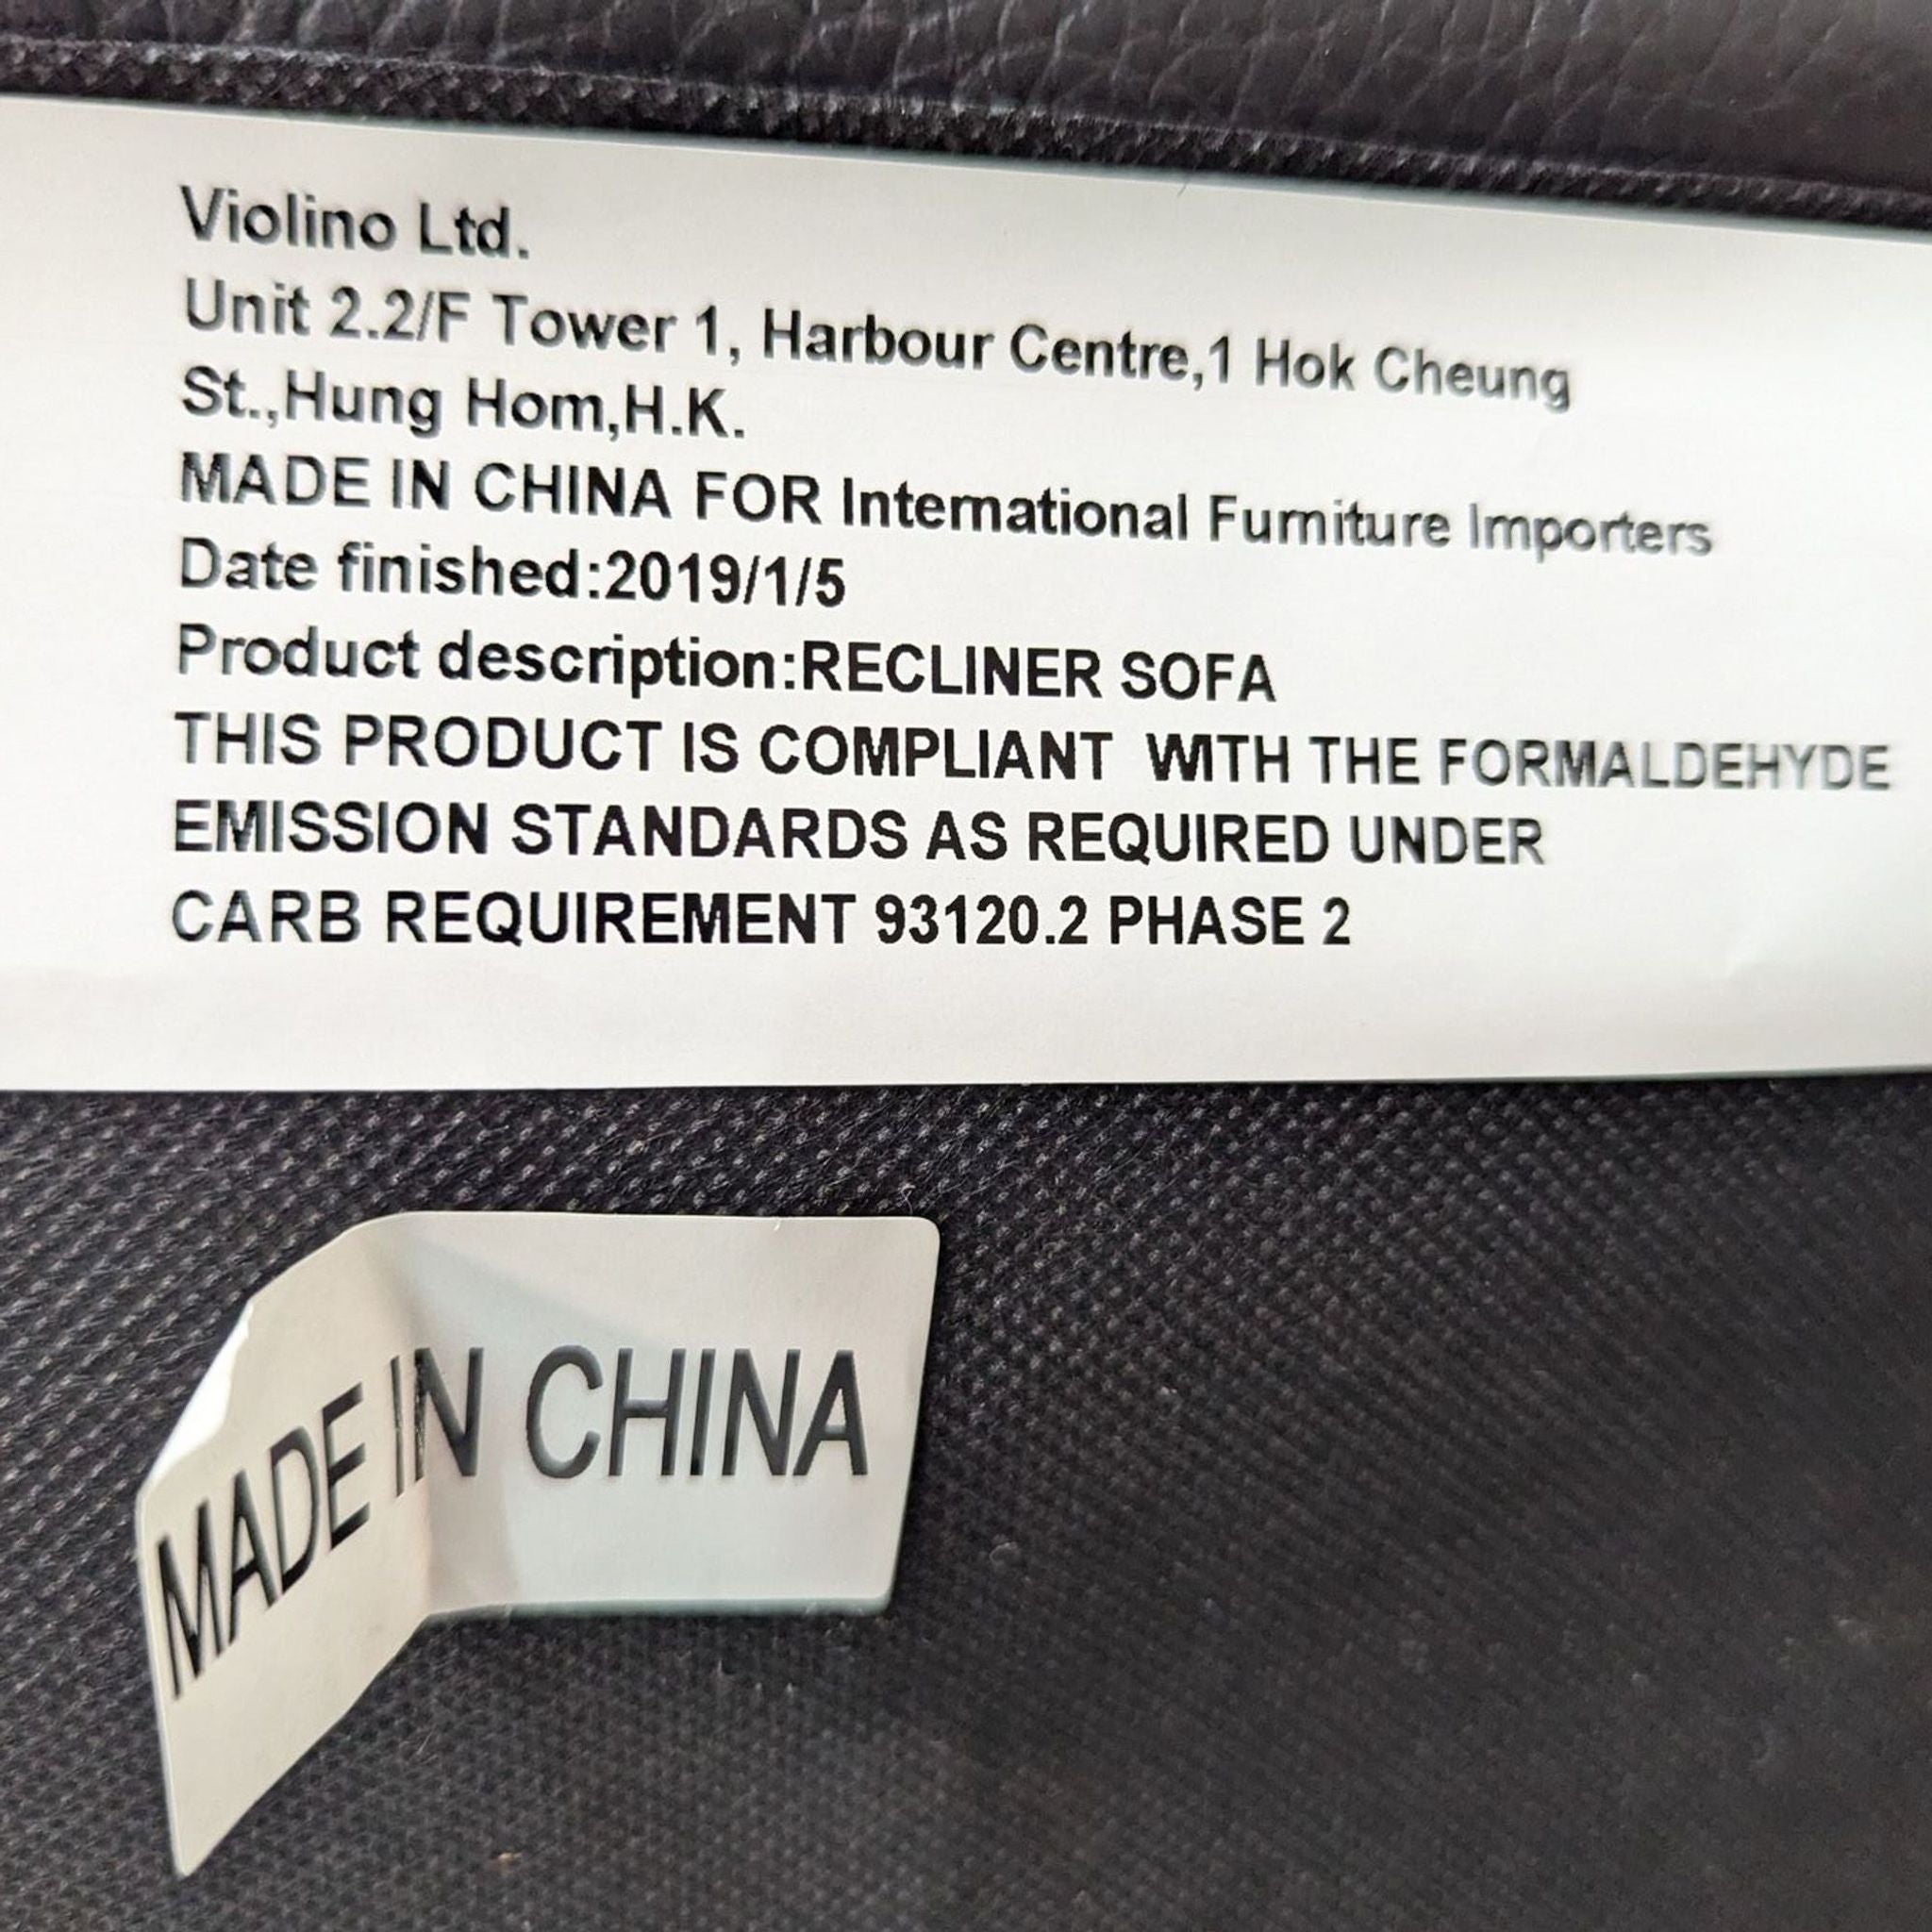 Violino Ltd.
Unit 2.2/F Tower 1, Harbour Centre,1 Hok Cheung
St.,Hung Hom,H.K.
MADE IN CHINA FOR International Furniture Importers
Date finished:2019/1/5
Product description:RECLINER SOFA
THIS PRODUCT IS COMPLIANT WITH THE FORMALDEHYDE
EMISSION STANDARDS AS REQUIRED UNDER
CARB REQUIREMENT 93120.2 PHASE 2
MADE IN CHINA